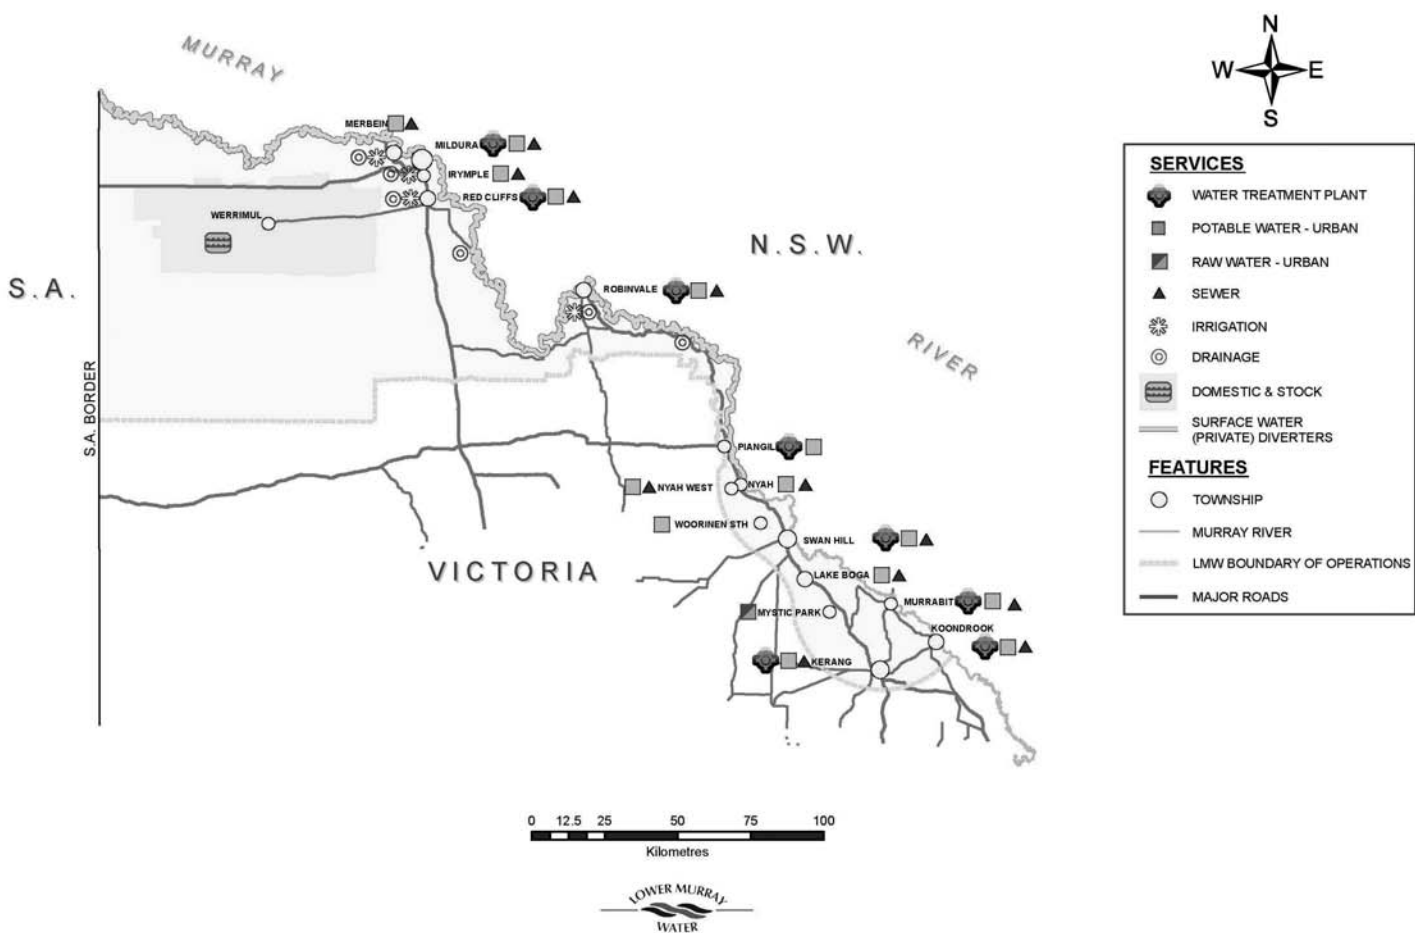 MURRAY
N
W E
S
MERBEIN
MILDURA
IRYMPLE
RED CLIFFS
WERRIMUL
N.S.W.
S.A.
ROBINVALE
RIVER
S.A. BORDER
PIANGIL
NYAH WEST
NYAH
WOORINEN STH
SWAN HILL
VICTORIA
LAKE BOGA
MURRABIT
MYSTIC PARK
KOONDROOK
KERANG
SERVICES
WATER TREATMENT PLANT
POTABLE WATER - URBAN
RAW WATER - URBAN
SEWER
IRRIGATION
DRAINAGE
DOMESTIC & STOCK
SURFACE WATER
(PRIVATE) DIVERTERS
FEATURES
TOWNSHIP
MURRAY RIVER
LMW BOUNDARY OF OPERATIONS
MAJOR ROADS
0 12.5 25 50 75 100
Kilometres
LOWER MURRAY
WATER